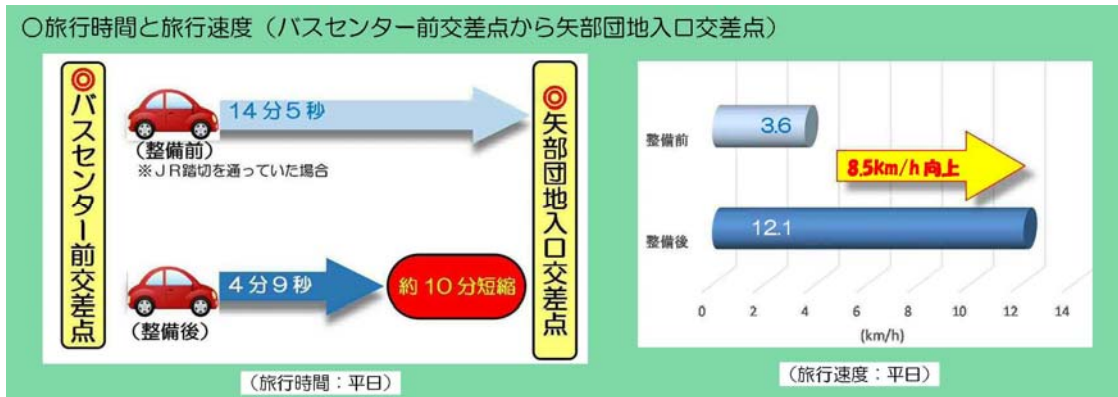 ○旅行時間と旅行速度（バスセンター前交差点から矢部団地入口交差点）
◎バスセンター前交差点
14分5秒
（整備前）
※JR踏切を通っていた場合
4分9秒
（整備後）
約10分短縮
◎矢部団地入口交差点
（旅行時間：平日）
整備前
3.6
8.5km/h向上
整備後
12.1
0 2 4 6 8 10 12 14
(km/h)
（旅行速度：平日）